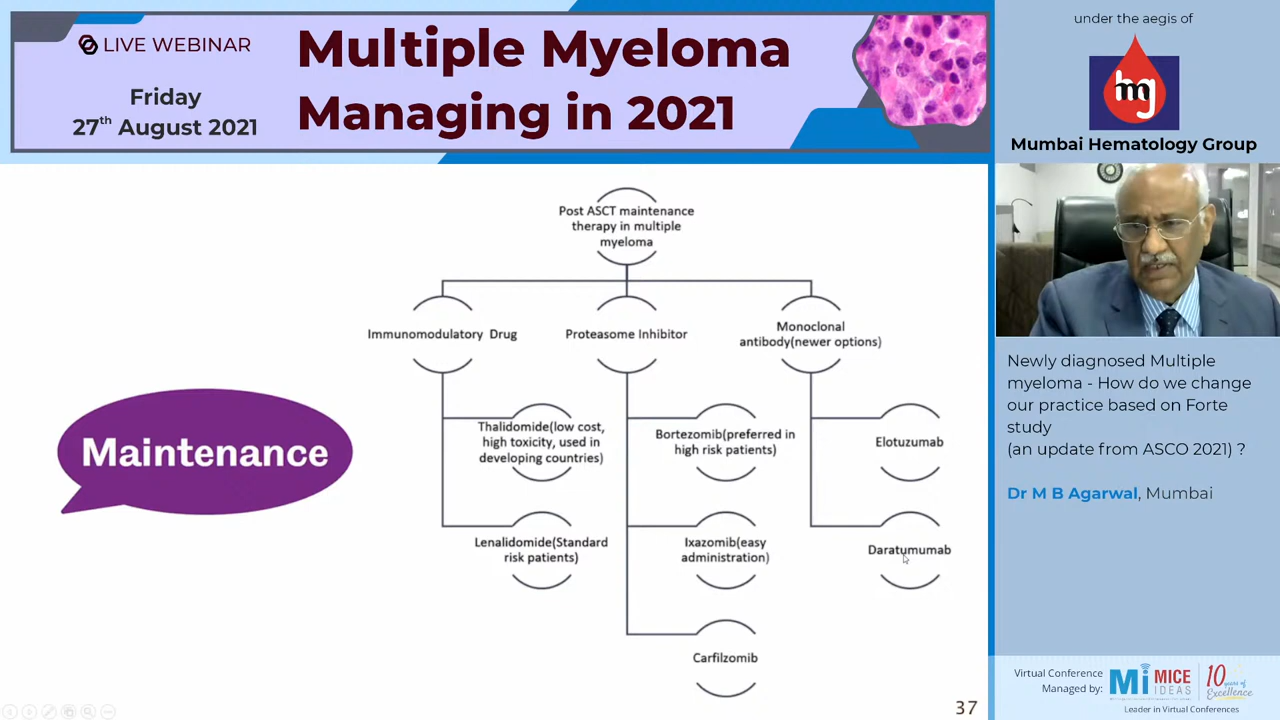 LIVE WEBINAR
Friday
27th August 2021
Multiple Myeloma
Managing in 2021
under the aegis of
hmg
Mumbai Hematology Group
Post ASCT maintenance
therapy in multiple
myeloma
Immunomodulatory Drug
Proteasome Inhibitor
Monoclonal
antibody(newer options)
Thalidomide(low cost,
high toxicity, used in
developing countries)
Bortezomib(preferred in
high risk patients)
Elotuzumab
Lenalidomide(Standard
risk patients)
Ixazomib(easy
administration)
Daratumumab
Carfilzomib
Maintenance
37
Newly diagnosed Multiple
myeloma - How do we change
our practice based on Forte
study
(an update from ASCO 2021) ?
Dr M B Agarwal, Mumbai
Virtual Conference
Managed by:
Mi MICE
IDEAS
10 years of
Excellence
Leader in Virtual Conferences